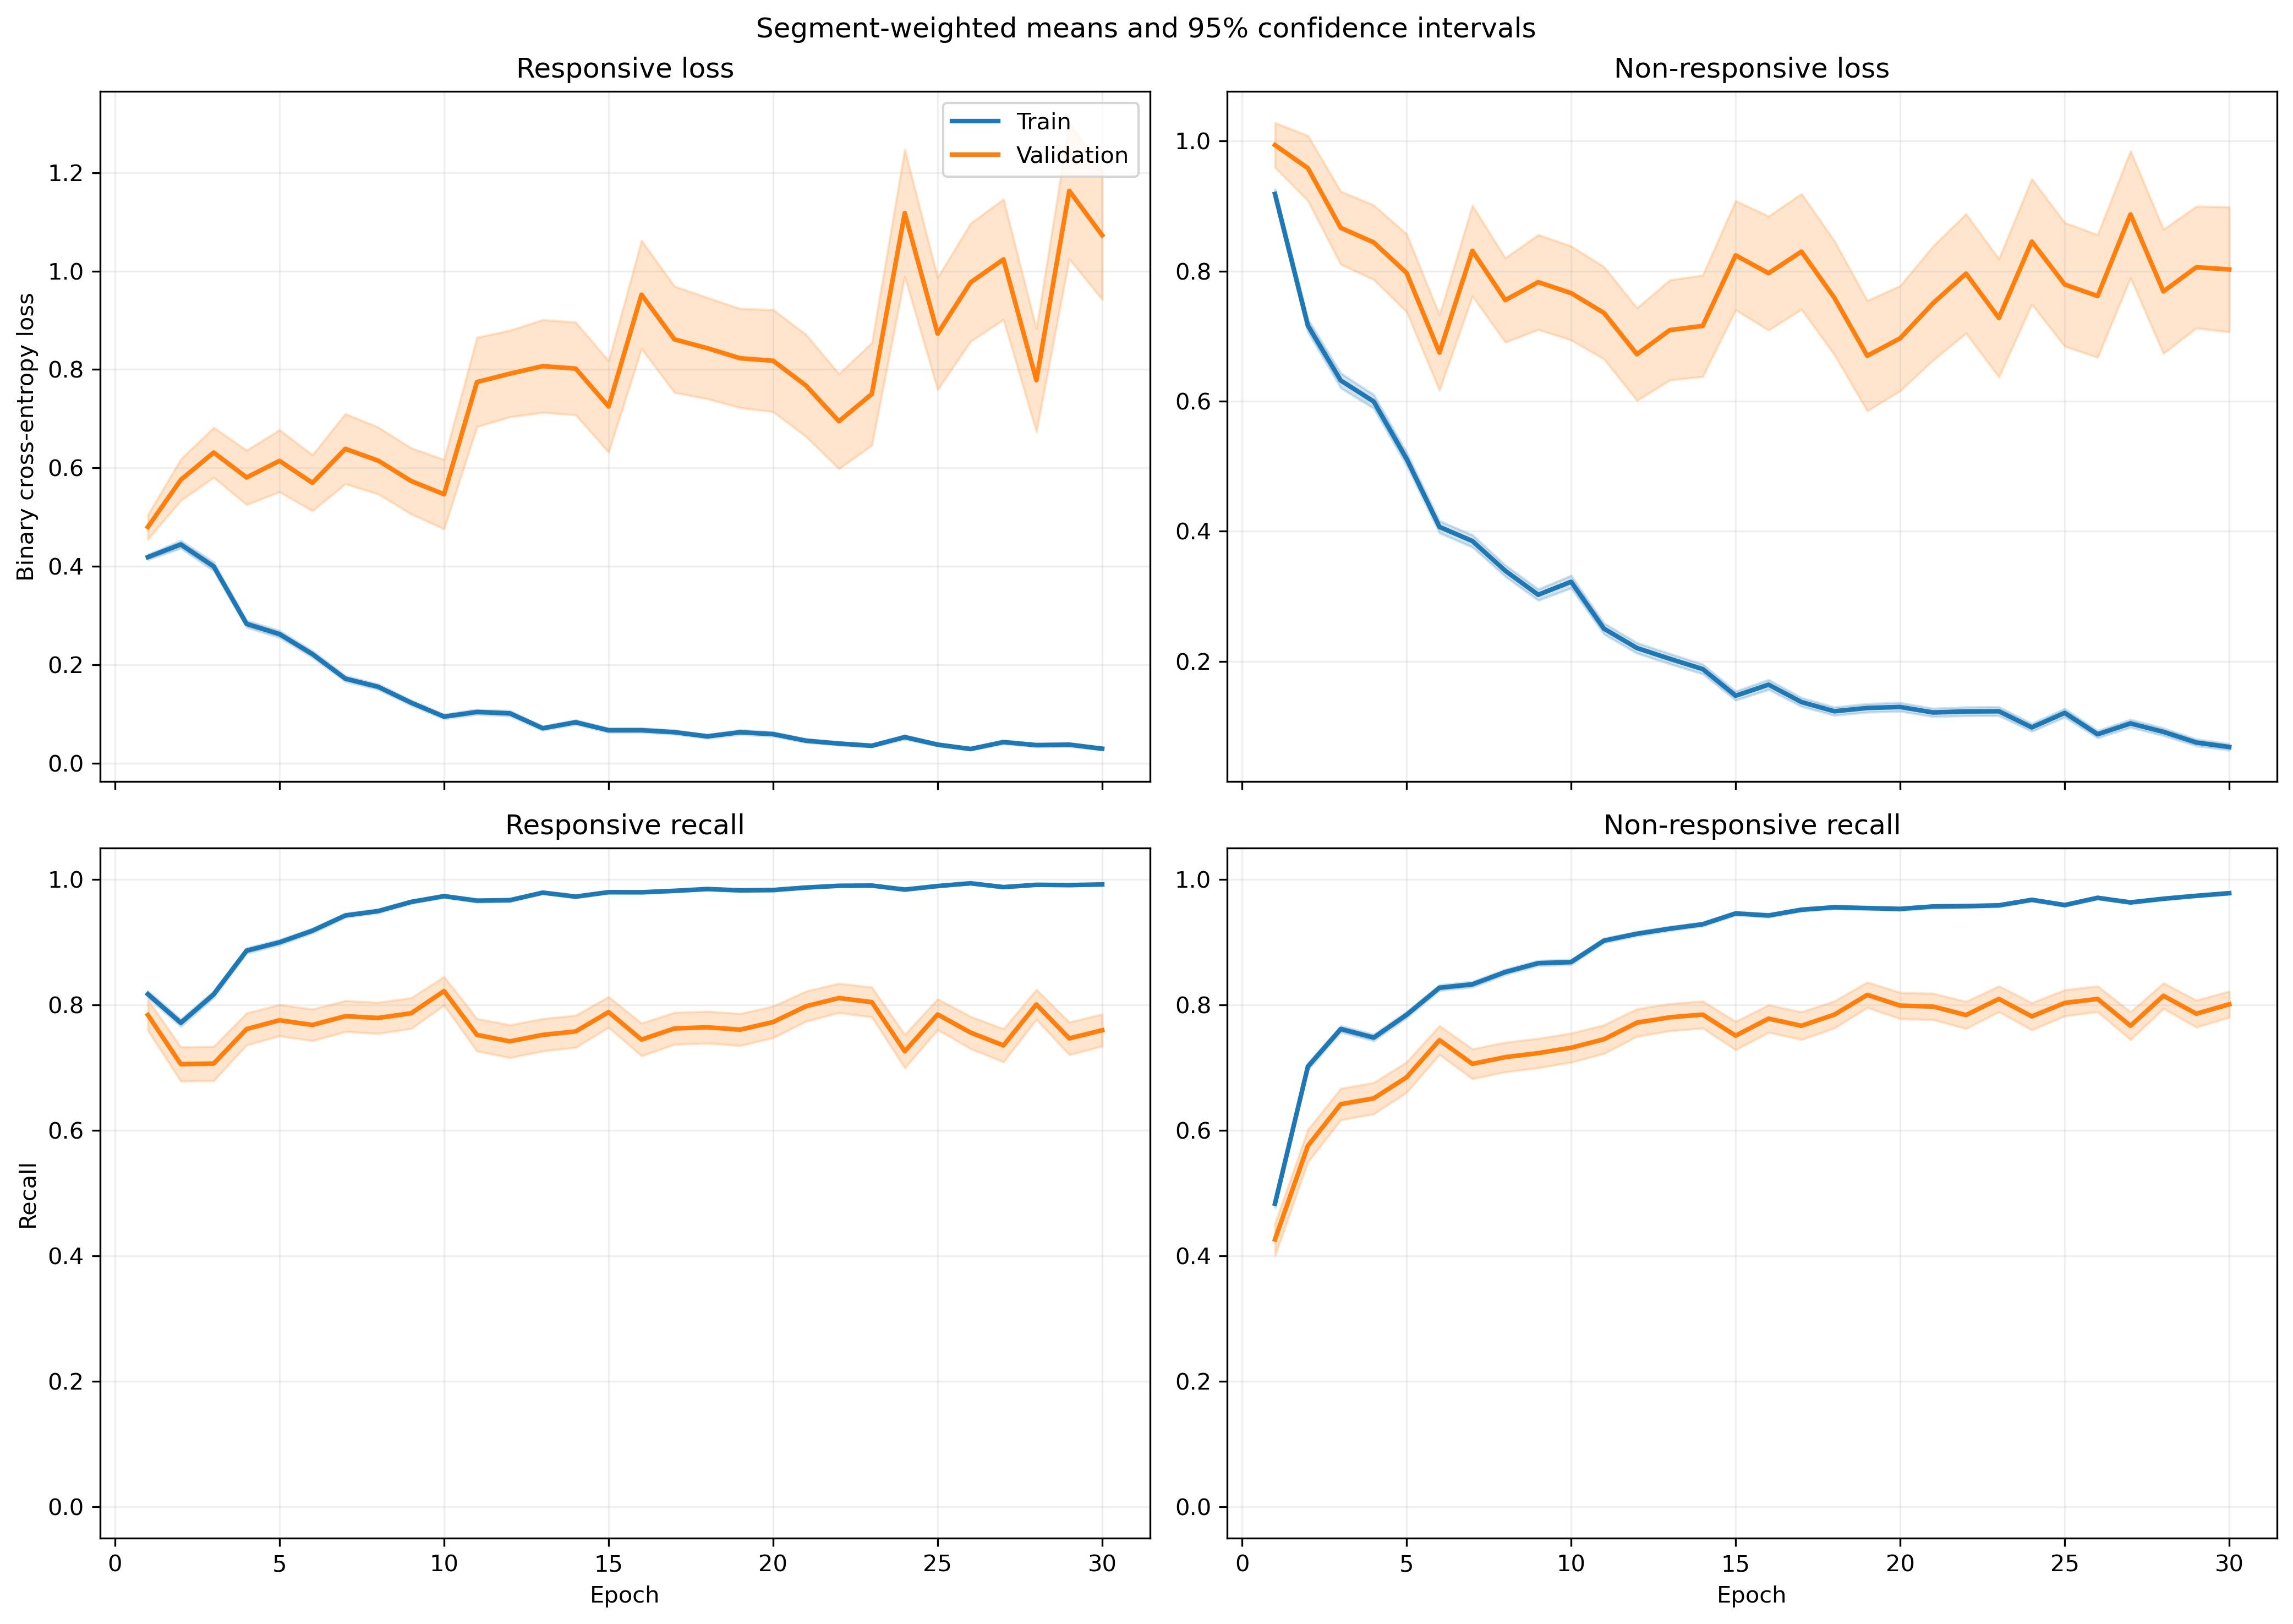 Segment-weighted means and 95% confidence intervals
Responsive loss
Non-responsive loss
Train
Validation
Binary cross-entropy loss
1.2
1.0
0.8
0.6
0.4
0.2
0.0
1.0
0.8
0.6
0.4
0.2
Responsive recall
Non-responsive recall
Recall
1.0
0.8
0.6
0.4
0.2
0.0
1.0
0.8
0.6
0.4
0.2
0.0
0 5 10 15 20 25 30
0 5 10 15 20 25 30
Epoch
Epoch